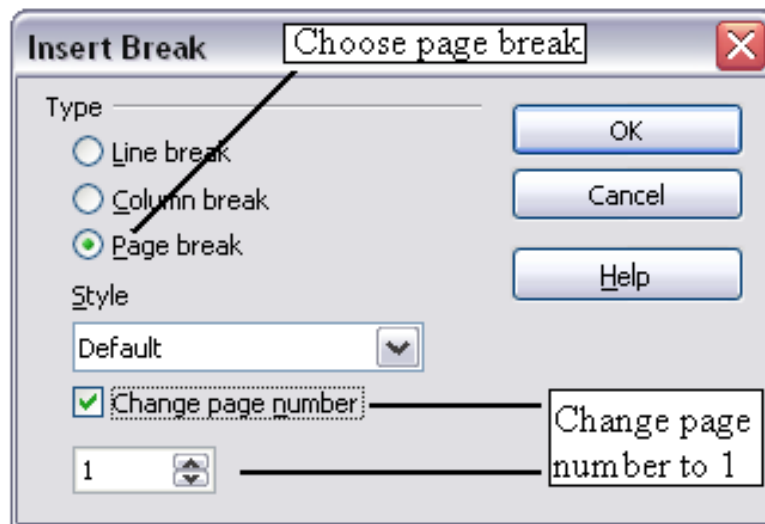 Insert Break
Choose page break
Type
Line break
Column break
Page break
Style
Default
Change page number
1
OK
Cancel
Help
Change page
number to 1